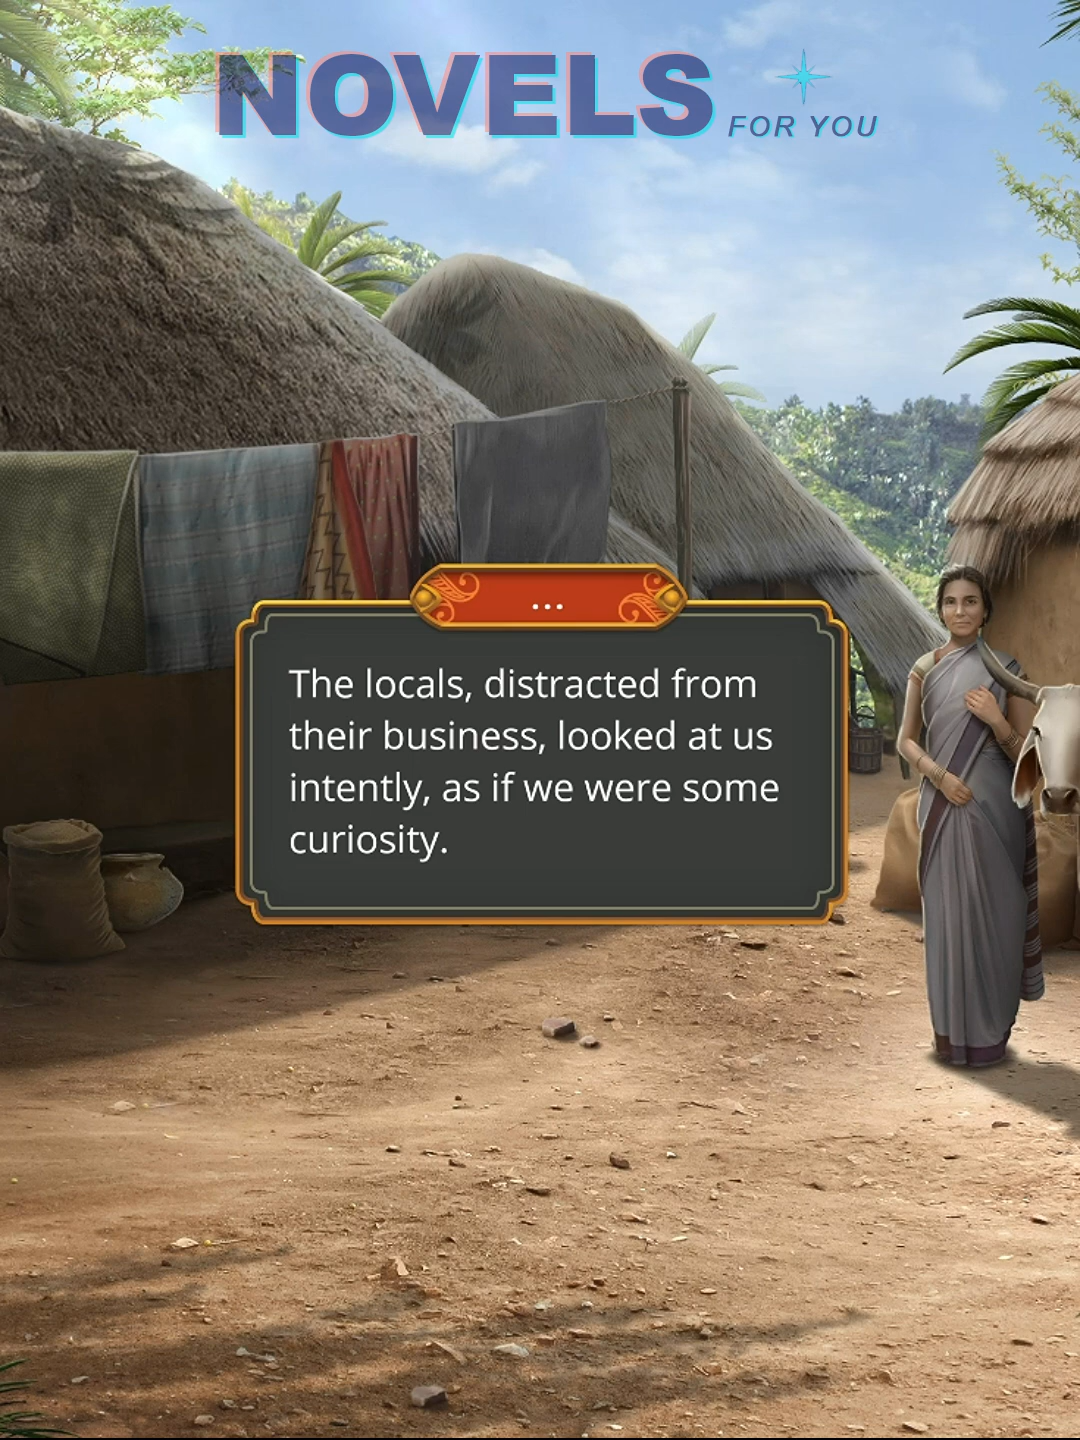 NOVELS FOR YOU
...
The locals, distracted from
their business, looked at us
intently, as if we were some
curiosity.